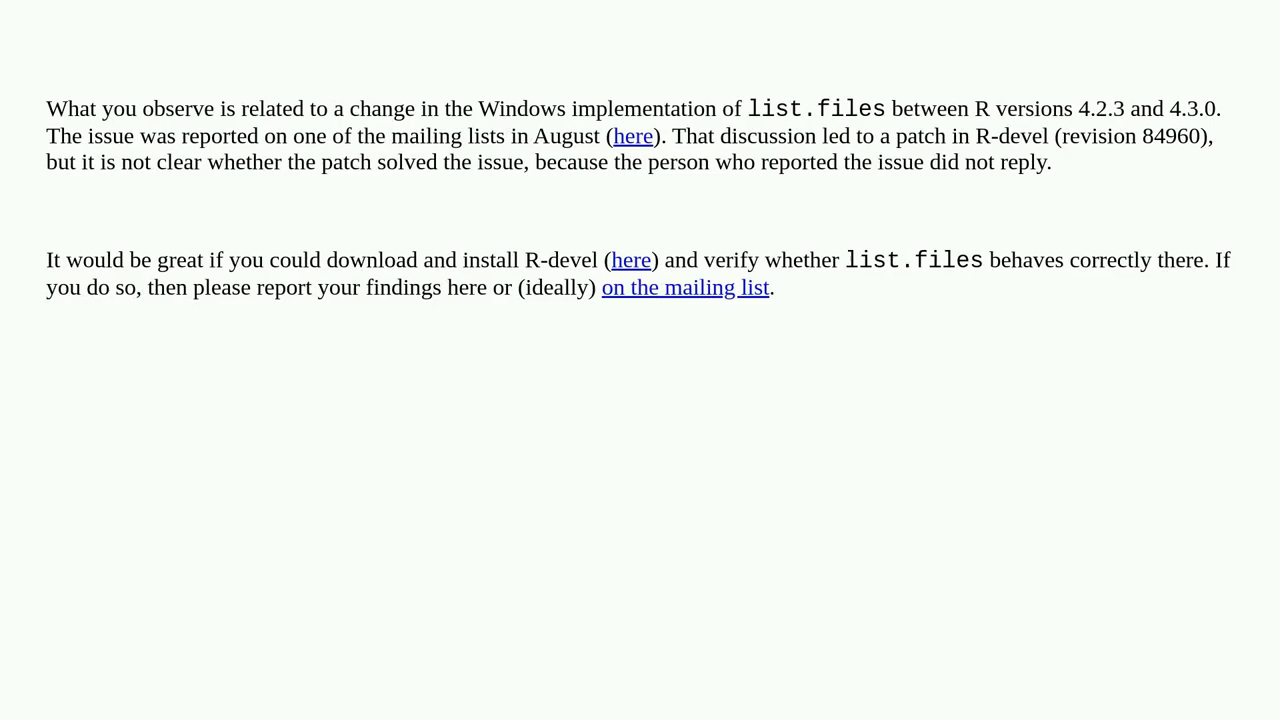 What you observe is related to a change in the Windows implementation of list.files between R versions 4.2.3 and 4.3.0.
The issue was reported on one of the mailing lists in August (here). That discussion led to a patch in R-devel (revision 84960),
but it is not clear whether the patch solved the issue, because the person who reported the issue did not reply.
It would be great if you could download and install R-devel (here) and verify whether list.files behaves correctly there. If
you do so, then please report your findings here or (ideally) on the mailing list.